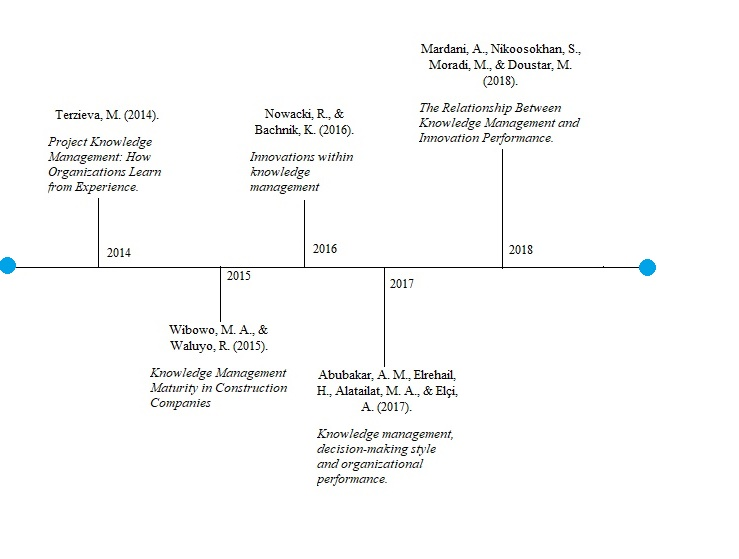 Terzieva, M. (2014).
Project Knowledge
Management: How
Organizations Learn
from Experience.
2014
Wibowo, M. A., &
Waluyo, R. (2015).
Knowledge Management
Maturity in Construction
Companies
2015
Nowacki, R., &
Bachnik, K. (2016).
Innovations within
knowledge
management
2016
Abubakar, A. M., Elrehail,
H., Alatailat, M. A., & Elçi,
A. (2017).
Knowledge management,
decision-making style
and organizational
performance.
2017
Mardani, A., Nikoosokhan, S.,
Moradi, M., & Doustar, M.
(2018).
The Relationship Between
Knowledge Management and
Innovation Performance.
2018